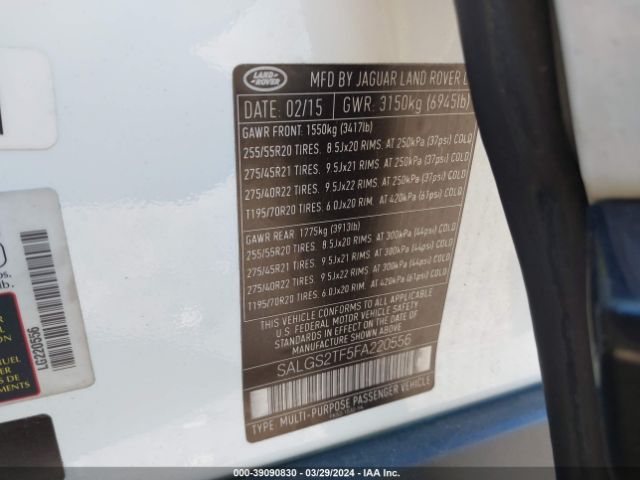 LAND ROVER
MFD BY JAGUAR LAND ROVER
DATE: 02/15 GWR: 3150kg (6945lb)
GAWR FRONT: 1550kg (3417lb)
255/55R20 TIRES. 8.5Jx20 RIMS. AT 250kPa (37psi) COLD
275/45R21 TIRES. 9.5Jx21 RIMS AT 250kPa (37psi) COLD
275/40R22 TIRES. 9.5Jx22 RIMS AT 250kPa (37psi) COLD
T195/70R20 TIRES. 6.0Jx20 RIM. AT 420kPa (61psi) COLD
GAWR REAR 1775kg (3913lb)
255/55R20 TIRES. 8.5Jx20 RIMS AT 300kPa (44psi) COLD
275/45R21 TIRES. 9.5Jx21 RIMS AT 300kPa (44psi) COLD
275/40R22 TIRES. 9.5Jx22 RIMS AT 300kPa (44psi) COLD
T195/70R20 TIRES. 6.0Jx20 RIM. AT 420kPa (61psi) COLD
THIS VEHICLE CONFORMS TO ALL APPLICABLE
U.S. FEDERAL MOTOR VEHICLE SAFETY STANDARDS
IN EFFECT ON THE DATE OF MANUFACTURE SHOWN ABOVE.
SALGS2TF5FA220556
TYPE: MULTI-PURPOSE PASSENGER VEHICLE
LG220556
000-39090830 - 03/29/2024 - IAA Inc.